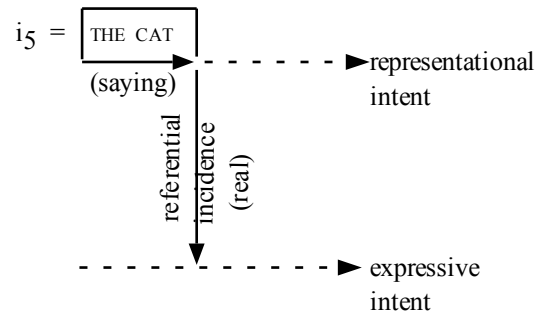 i5 = THE CAT
representational
intent
(saying)
referential
incidence
(real)
expressive
intent